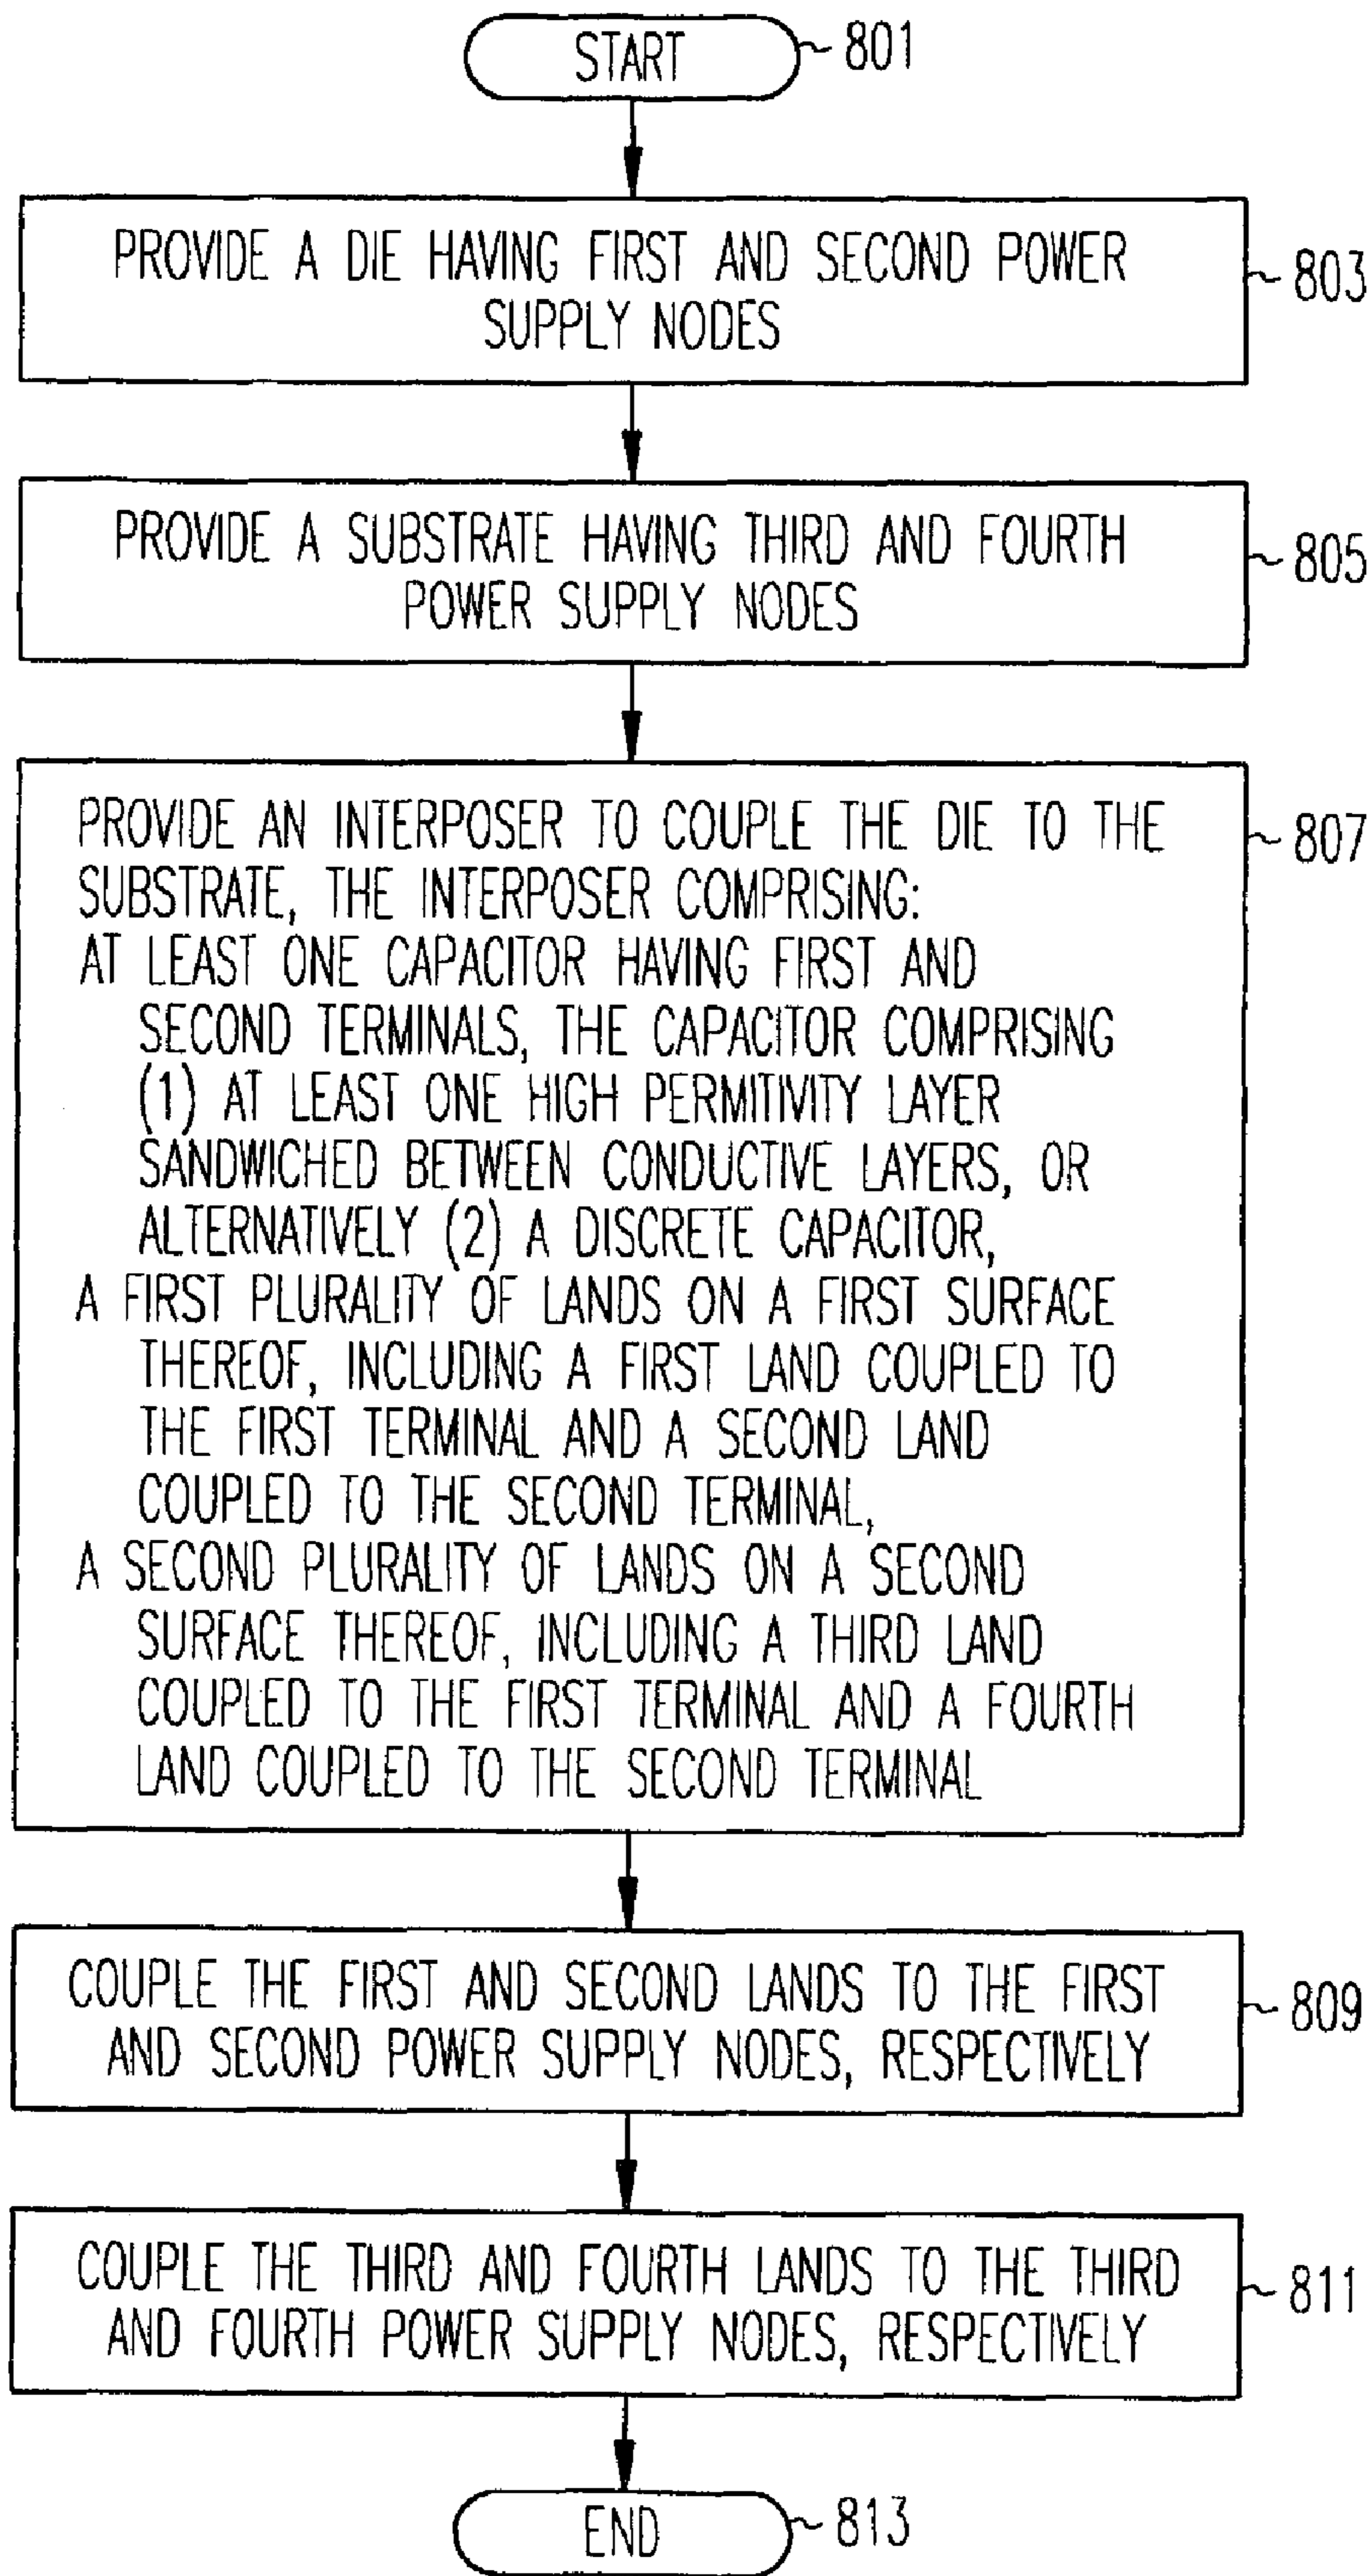 START
801
PROVIDE A DIE HAVING FIRST AND SECOND POWER
SUPPLY NODES
803
PROVIDE A SUBSTRATE HAVING THIRD AND FOURTH
POWER SUPPLY NODES
805
PROVIDE AN INTERPOSER TO COUPLE THE DIE TO THE
SUBSTRATE, THE INTERPOSER COMPRISING:
AT LEAST ONE CAPACITOR HAVING FIRST AND
SECOND TERMINALS, THE CAPACITOR COMPRISING
(1) AT LEAST ONE HIGH PERMITIVITY LAYER
SANDWICHED BETWEEN CONDUCTIVE LAYERS, OR
ALTERNATIVELY (2) A DISCRETE CAPACITOR,
A FIRST PLURALITY OF LANDS ON A FIRST SURFACE
THEREOF, INCLUDING A FIRST LAND COUPLED TO
THE FIRST TERMINAL AND A SECOND LAND
COUPLED TO THE SECOND TERMINAL,
A SECOND PLURALITY OF LANDS ON A SECOND
SURFACE THEREOF, INCLUDING A THIRD LAND
COUPLED TO THE FIRST TERMINAL AND A FOURTH
LAND COUPLED TO THE SECOND TERMINAL
807
COUPLE THE FIRST AND SECOND LANDS TO THE FIRST
AND SECOND POWER SUPPLY NODES, RESPECTIVELY
809
COUPLE THE THIRD AND FOURTH LANDS TO THE THIRD
AND FOURTH POWER SUPPLY NODES, RESPECTIVELY
811
END
813